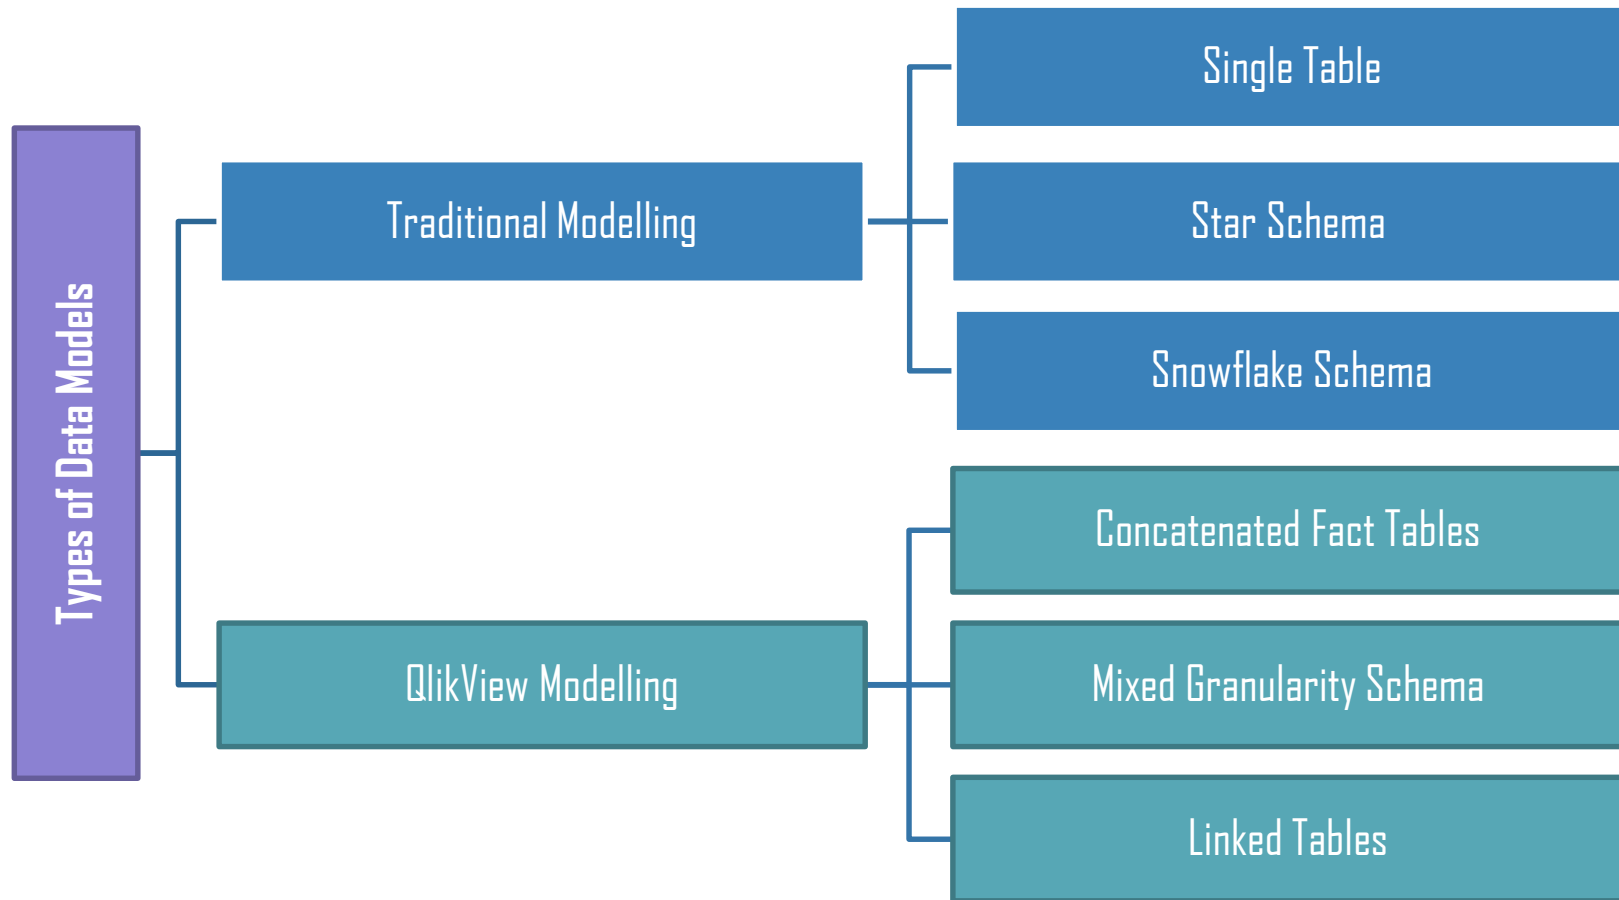 Types of Data Models
Traditional Modelling
Single Table
Star Schema
Snowflake Schema
QlikView Modelling
Concatenated Fact Tables
Mixed Granularity Schema
Linked Tables